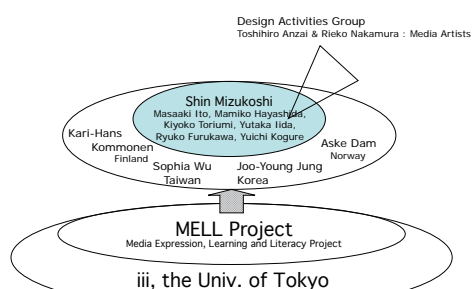 Design Activities Group
Toshihiro Anzai & Rieko Nakamura : Media Artists
Shin Mizukoshi
Masaaki Ito, Mamiko Hayashida,
Kiyoko Toriumi, Yutaka Iida,
Ryuko Furukawa, Yuichi Kogure
Kari-Hans
Kommonen
Finland
Aske Dam
Norway
Sophia Wu
Taiwan
Joo-Young Jung
Korea
MELL Project
Media Expression, Learning and Literacy Project
iii, the Univ. of Tokyo